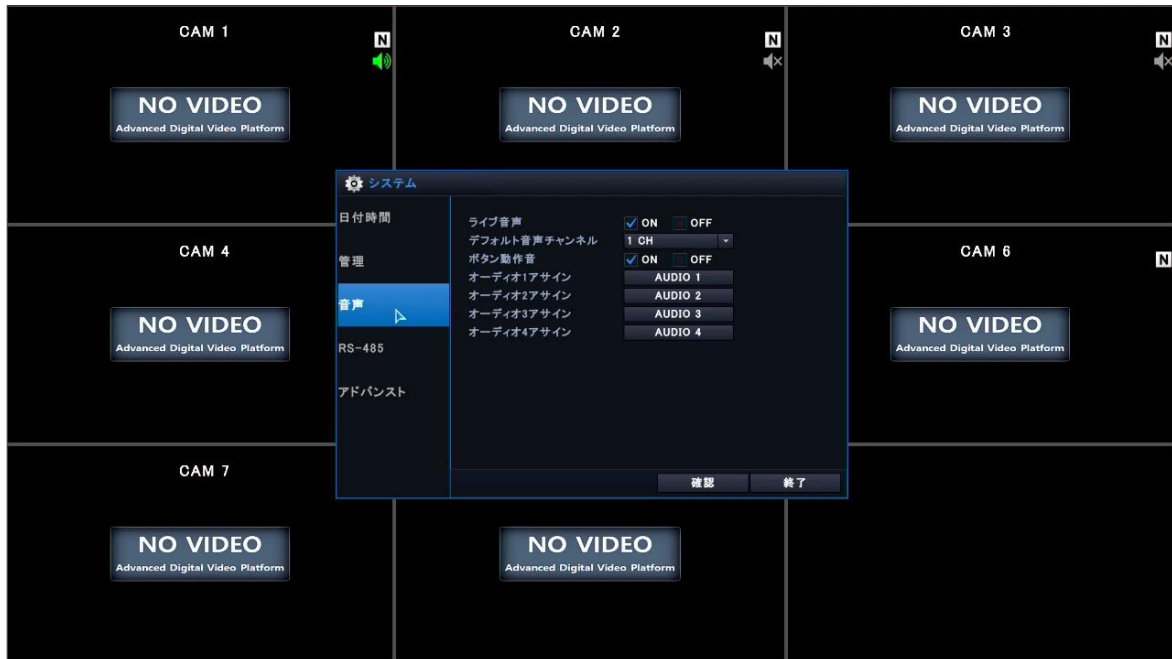 CAM 1
N
CAM 2
N
CAM 3
N
NO VIDEO
Advanced Digital Video Platform
NO VIDEO
Advanced Digital Video Platform
NO VIDEO
Advanced Digital Video Platform
システム
日付時間
管理
音声
RS-485
アドバンスト
ライブ音声 ON OFF
デフォルト音声チャンネル 1 CH
ボタン動作音 ON OFF
オーディオ1アサイン AUDIO 1
オーディオ2アサイン AUDIO 2
オーディオ3アサイン AUDIO 3
オーディオ4アサイン AUDIO 4
確認 終了
CAM 4
CAM 6
N
NO VIDEO
Advanced Digital Video Platform
NO VIDEO
Advanced Digital Video Platform
CAM 7
NO VIDEO
Advanced Digital Video Platform
NO VIDEO
Advanced Digital Video Platform